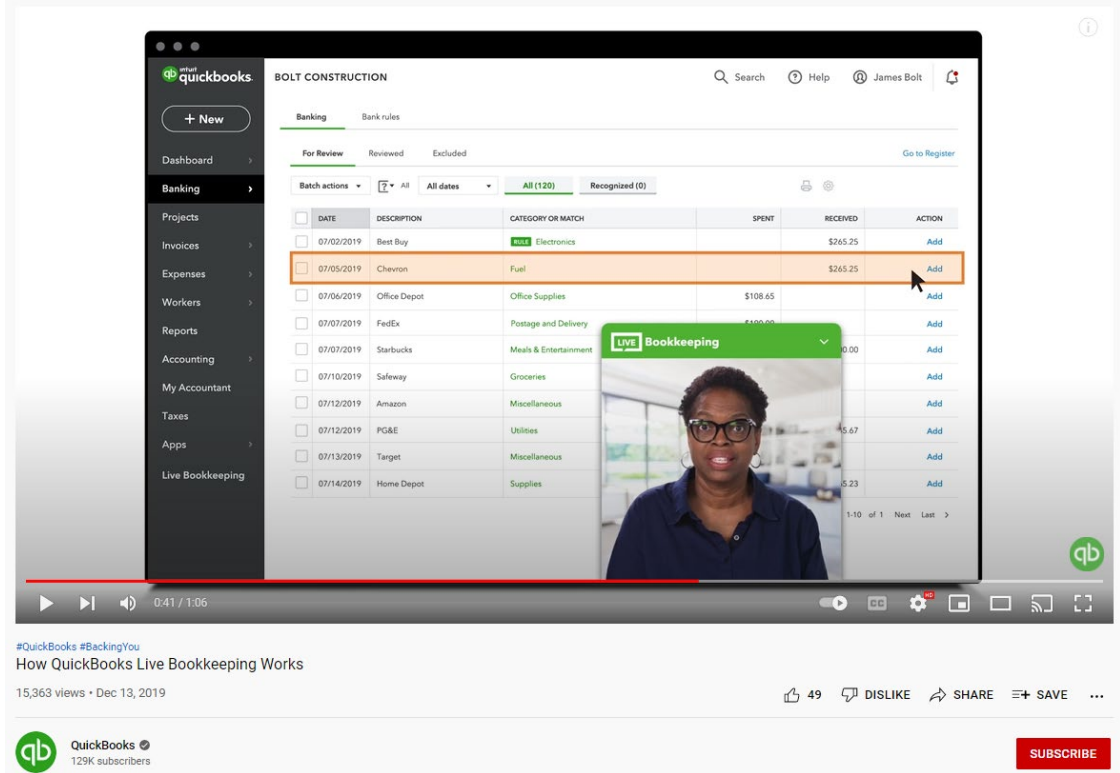 intuit
quickbooks.
BOLT CONSTRUCTION
Search
Help
James Bolt
+ New
Banking
Bank rules
Dashboard
For Review
Reviewed
Excluded
Go to Register
Banking
Batch actions
All
All dates
All (120)
Recognized (0)
Projects
DATE DESCRIPTION CATEGORY OR MATCH SPENT RECEIVED ACTION
Invoices
07/02/2019 Best Buy RULE Electronics $265.25 Add
Expenses
07/05/2019 Chevron Fuel $265.25 Add
Workers
07/06/2019 Office Depot Office Supplies $108.65 Add
Reports
07/07/2019 FedEx Postage and Delivery Add
LIVE Bookkeeping
Accounting
07/07/2019 Starbucks Meals & Entertainment 0.00 Add
My Accountant
07/10/2019 Safeway Groceries Add
Taxes
07/12/2019 Amazon Miscellaneous Add
Apps
07/12/2019 PG&E Utilities 5.67 Add
07/13/2019 Target Miscellaneous Add
Live Bookkeeping
07/14/2019 Home Depot Supplies 5.23 Add
1-10 of 1 Next Last >
qb
0:41 / 1:06
CC
HD
#QuickBooks #BackingYou
How QuickBooks Live Bookkeeping Works
15,363 views • Dec 13, 2019
49 DISLIKE SHARE SAVE ...
qb
QuickBooks
129K subscribers
SUBSCRIBE